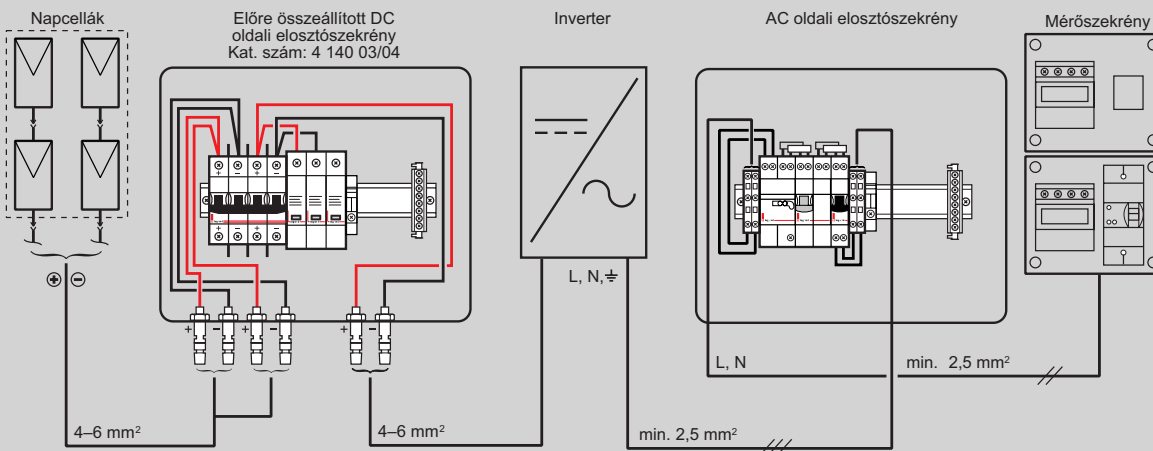 Napcellák
Előre összeállított DC
oldali elosztószekrény
Kat. szám: 4 140 03/04
Inverter
AC oldali elosztószekrény
Mérőszekrény
+ - + -
+ - + -
L, N,⏚
+ -
+ - + - + -
L, N
min. 2,5 mm²
4–6 mm²
4–6 mm²
min. 2,5 mm²